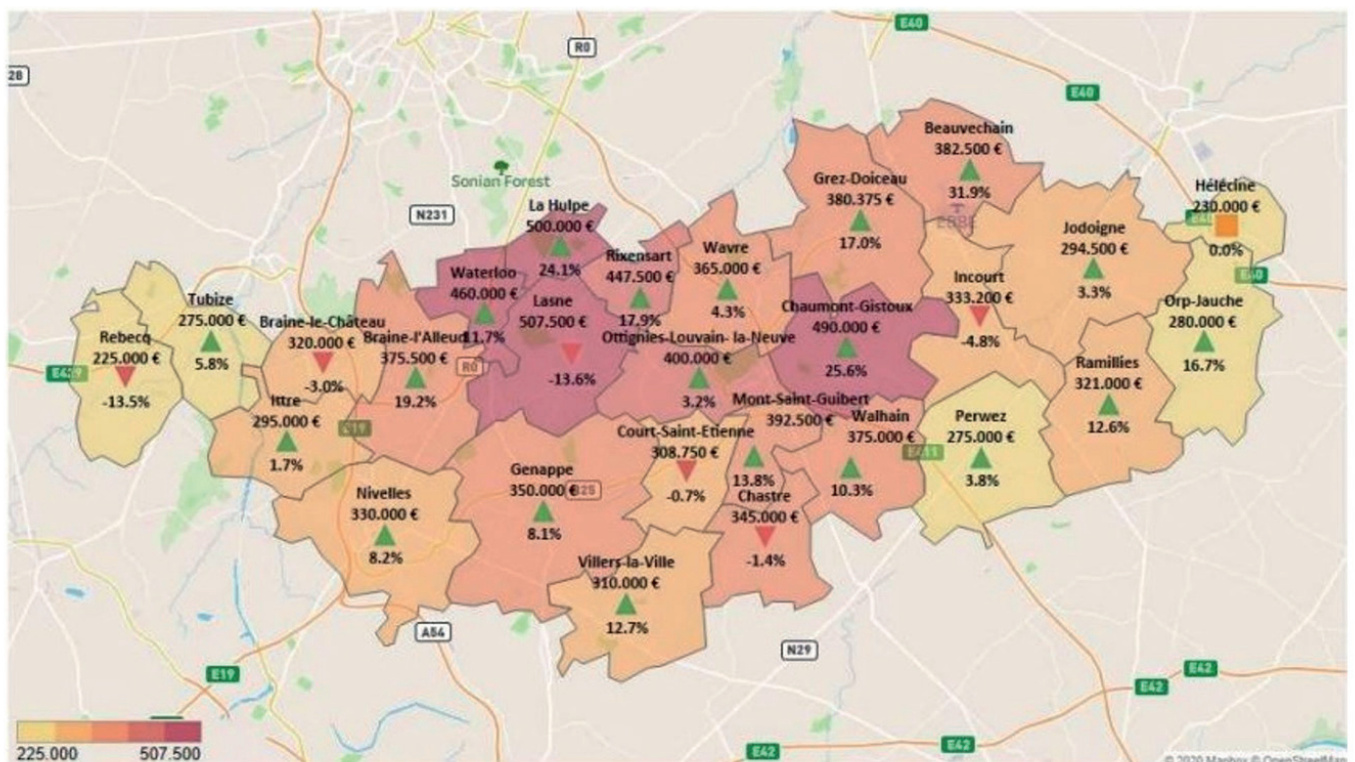 E40
R0
28
E40
Beauvechain
382.500 €
31.9%
Sonian Forest
Grez-Doiceau
380.375 €
17.0%
Hélécine
230.000 €
0.0%
N231
La Hulpe
500.000 €
24.1%
Jodoigne
294.500 €
3.3%
Rixensart
447.500 €
17.9%
Wavre
365.000 €
4.3%
Waterloo
460.000 €
11.7%
Lasne
507.500 €
-13.6%
Incourt
333.200 €
-4.8%
E40
Chaumont-Gistoux
490.000 €
25.6%
Orp-Jauche
280.000 €
16.7%
Tubize
275.000 €
5.8%
Rebecq
225.000 €
-13.5%
E429
Braine-le-Château
320.000 €
-3.0%
Braine-l'Alleud
375.500 €
19.2%
R0
Ottignies-Louvain- la-Neuve
400.000 €
3.2%
Ramillies
321.000 €
12.6%
Ittre
295.000 €
1.7%
E19
Mont-Saint-Guibert
392.500 €
13.8%
Walhain
375.000 €
10.3%
Perwez
275.000 €
3.8%
E411
Court-Saint-Etienne
308.750 €
-0.7%
Genappe
350.000 €
8.1%
Nivelles
330.000 €
8.2%
Chastre
345.000 €
-1.4%
Villers-la-Ville
310.000 €
12.7%
A54
N29
E19
E42
E42
E42
E42
225.000
507.500
© 2020 Mapbox © OpenStreetMap